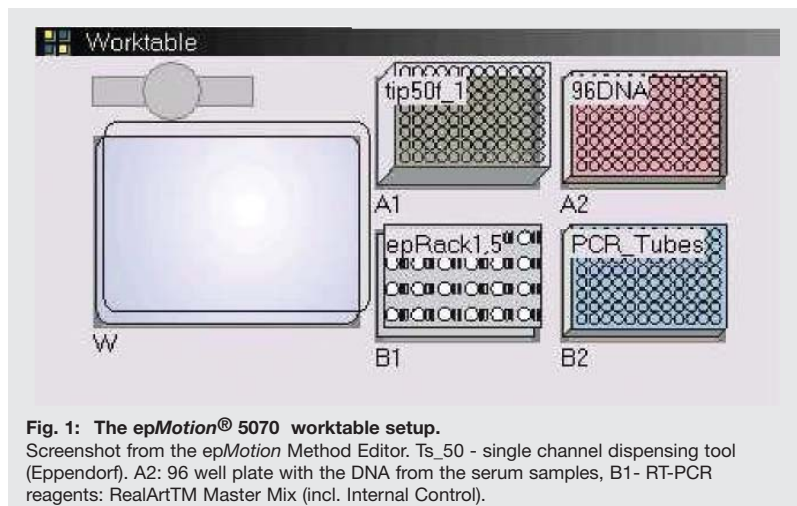 Worktable
tip50f_1
96DNA
A1
A2
epRack1,5
PCR_Tubes
W
B1
B2
Fig. 1: The epMotion® 5070 worktable setup.
Screenshot from the epMotion Method Editor. Ts_50 - single channel dispensing tool
(Eppendorf). A2: 96 well plate with the DNA from the serum samples, B1- RT-PCR
reagents: RealArtTM Master Mix (incl. Internal Control).